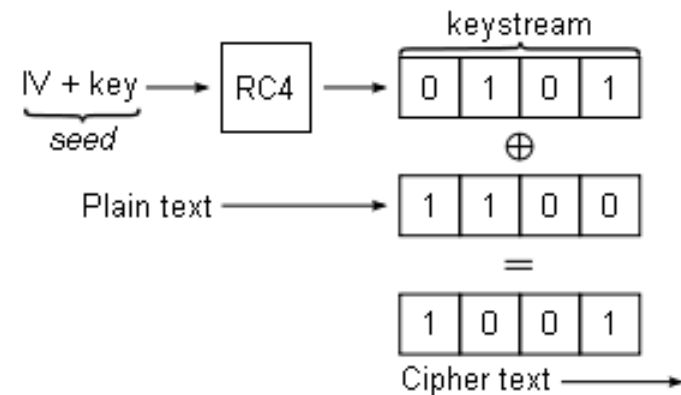 keystream
IV + key
RC4
0 1 0 1
seed
⊕
Plain text
1 1 0 0
=
1 0 0 1
Cipher text